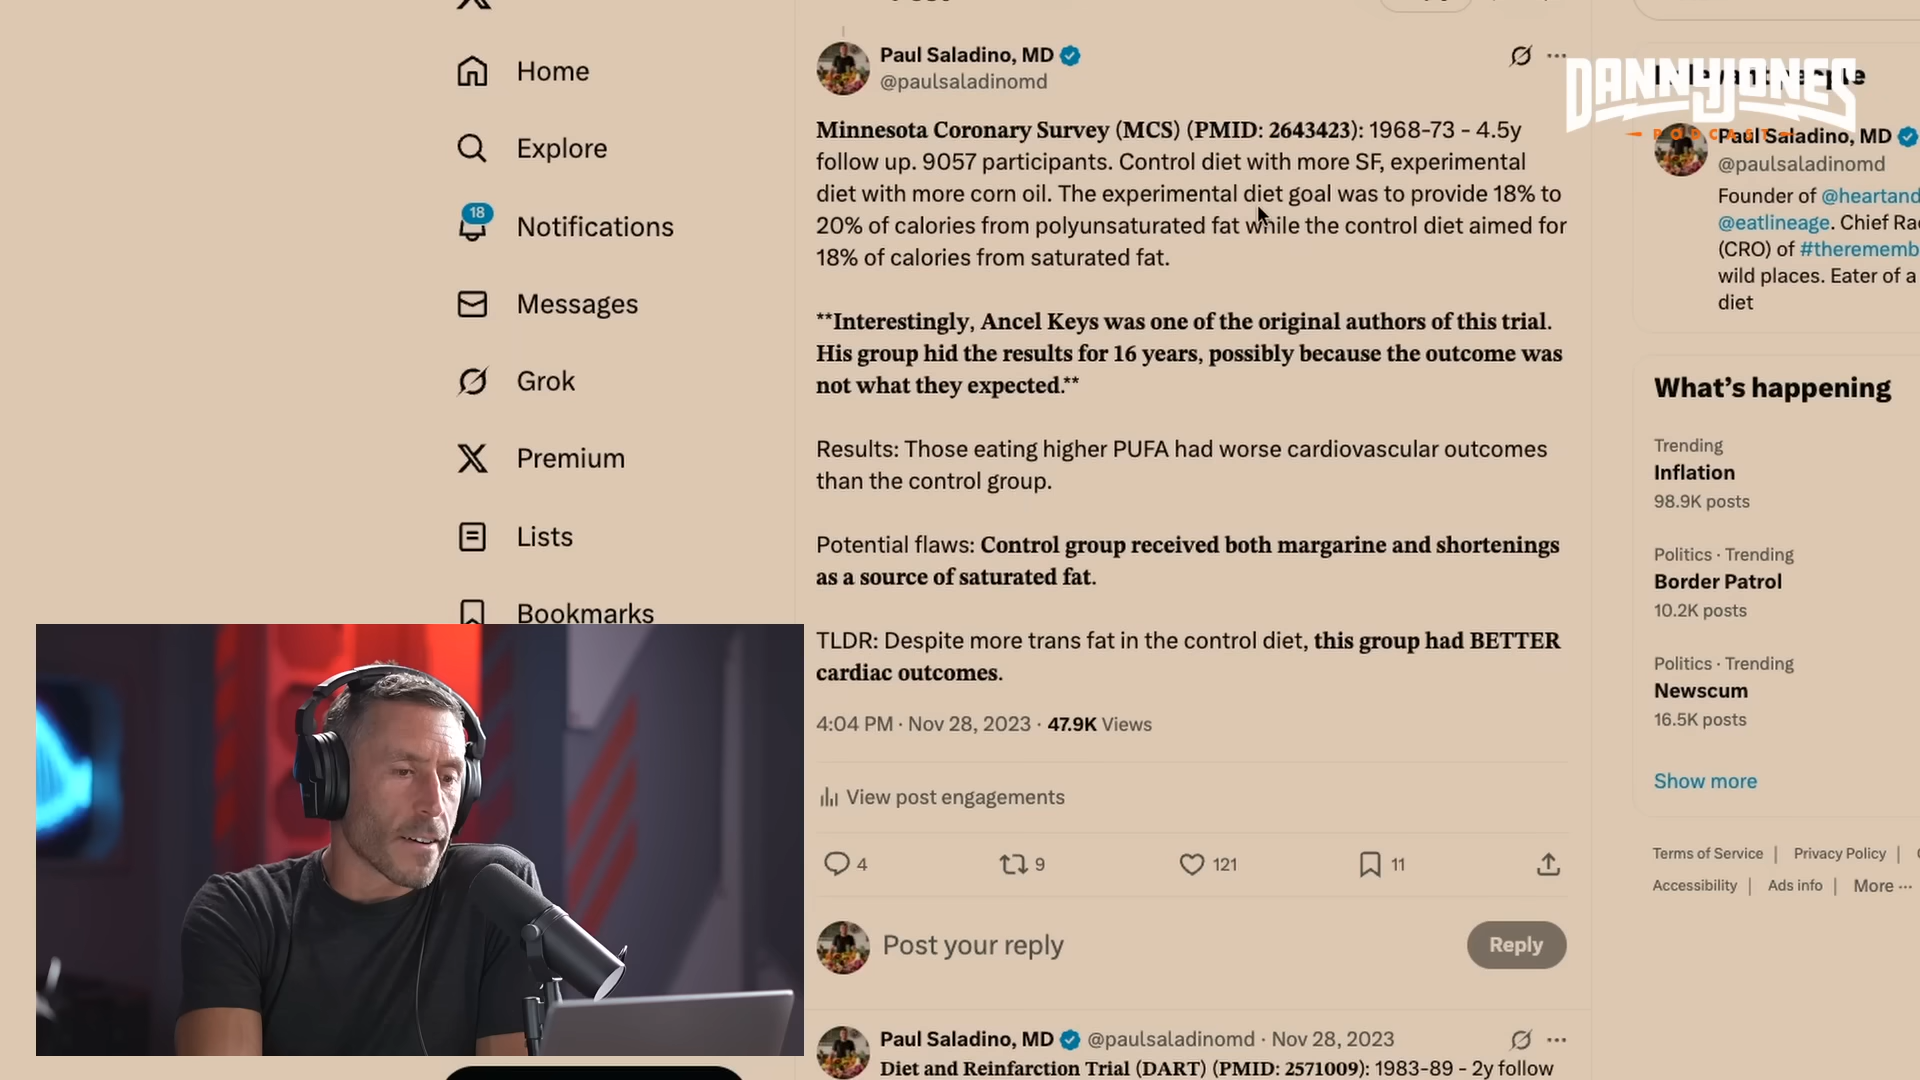 Home
Explore
18
Notifications
Messages
Grok
Premium
Lists
Bookmarks
Paul Saladino, MD
@paulsaladinomd
Minnesota Coronary Survey (MCS) (PMID: 2643423): 1968-73 - 4.5y
follow up. 9057 participants. Control diet with more SF, experimental
diet with more corn oil. The experimental diet goal was to provide 18% to
20% of calories from polyunsaturated fat while the control diet aimed for
18% of calories from saturated fat.
**Interestingly, Ancel Keys was one of the original authors of this trial.
His group hid the results for 16 years, possibly because the outcome was
not what they expected.**
Results: Those eating higher PUFA had worse cardiovascular outcomes
than the control group.
Potential flaws: Control group received both margarine and shortenings
as a source of saturated fat.
TLDR: Despite more trans fat in the control diet, this group had BETTER
cardiac outcomes.
4:04 PM · Nov 28, 2023 · 47.9K Views
View post engagements
4
9
121
11
Post your reply
Reply
Paul Saladino, MD @paulsaladinomd · Nov 28, 2023
Diet and Reinfarction Trial (DART) (PMID: 2571009): 1983-89 - 2y follow
DANNY JONES
PODCAST
Paul Saladino, MD
@paulsaladinomd
Founder of @heartand
@eatlineage. Chief Ra
(CRO) of #therememb
wild places. Eater of a
diet
What's happening
Trending
Inflation
98.9K posts
Politics · Trending
Border Patrol
10.2K posts
Politics · Trending
Newscum
16.5K posts
Show more
Terms of Service | Privacy Policy |
Accessibility | Ads info | More ···